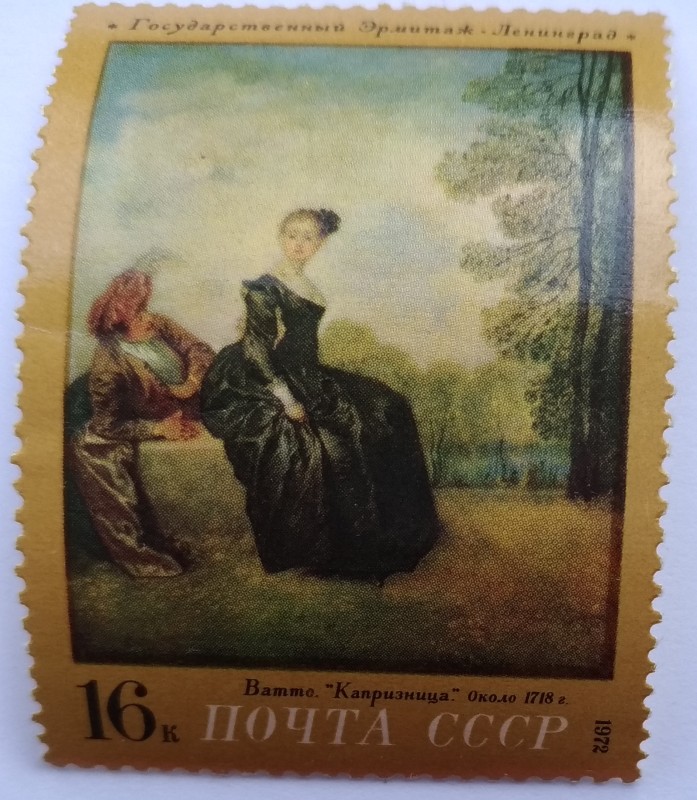 * Государственный Эрмитаж · Ленинград *
Ватто. "Капризница." Около 1718 г.
16к ПОЧТА СССР
1972